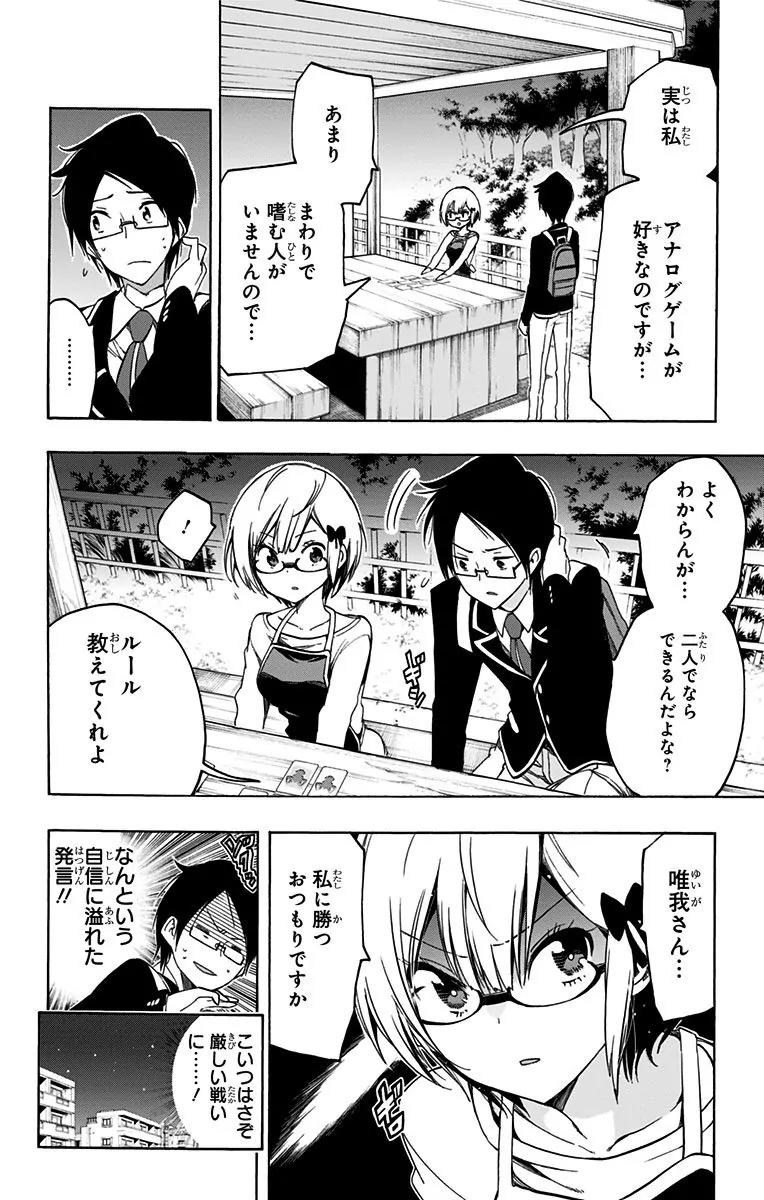 実は私
アナログゲームが
好きなのですが…
あまり
まわりで
嗜む人が
いませんので…
………
よく
わからんが…
二人でなら
できるんだよな?
!
ルール
教えてくれよ
ギシ
唯我さん…
私に勝つ
おつもりですか
ギロ
なんという
自信に溢れた
発言!!
こいつはさぞ
厳しい戦い
に……!